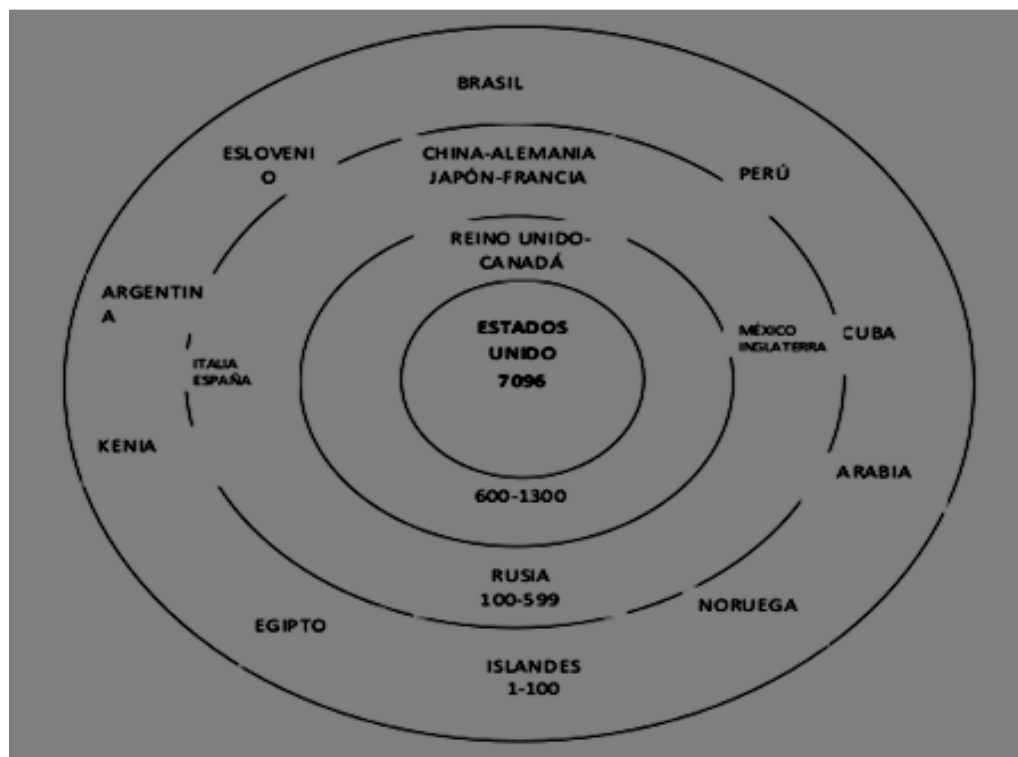 BRASIL
ESLOVENI
O
CHINA-ALEMANIA
JAPÓN-FRANCIA
PERÚ
REINO UNIDO-
CANADÁ
ARGENTIN
A
ESTADOS
UNIDO
7096
MÉXICO
INGLATERRA
CUBA
ITALIA
ESPAÑA
KENIA
ARABIA
600-1300
RUSIA
100-599
NORUEGA
EGIPTO
ISLANDES
1-100